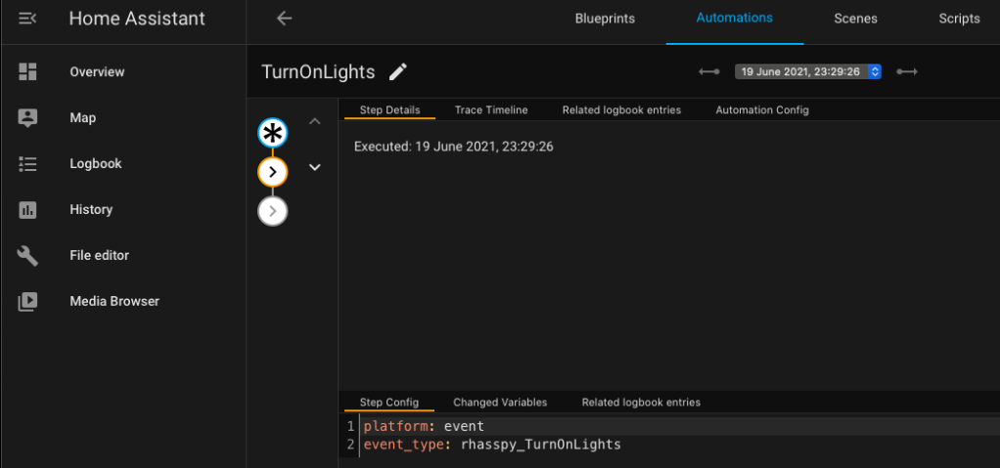 Home Assistant
Blueprints Automations Scenes Scripts
Overview
Map
Logbook
History
File editor
Media Browser
TurnOnLights
19 June 2021, 23:29:26
Step Details Trace Timeline Related logbook entries Automation Config
Executed: 19 June 2021, 23:29:26
Step Config Changed Variables Related logbook entries
1 platform: event
2 event_type: rhasspy_TurnOnLights